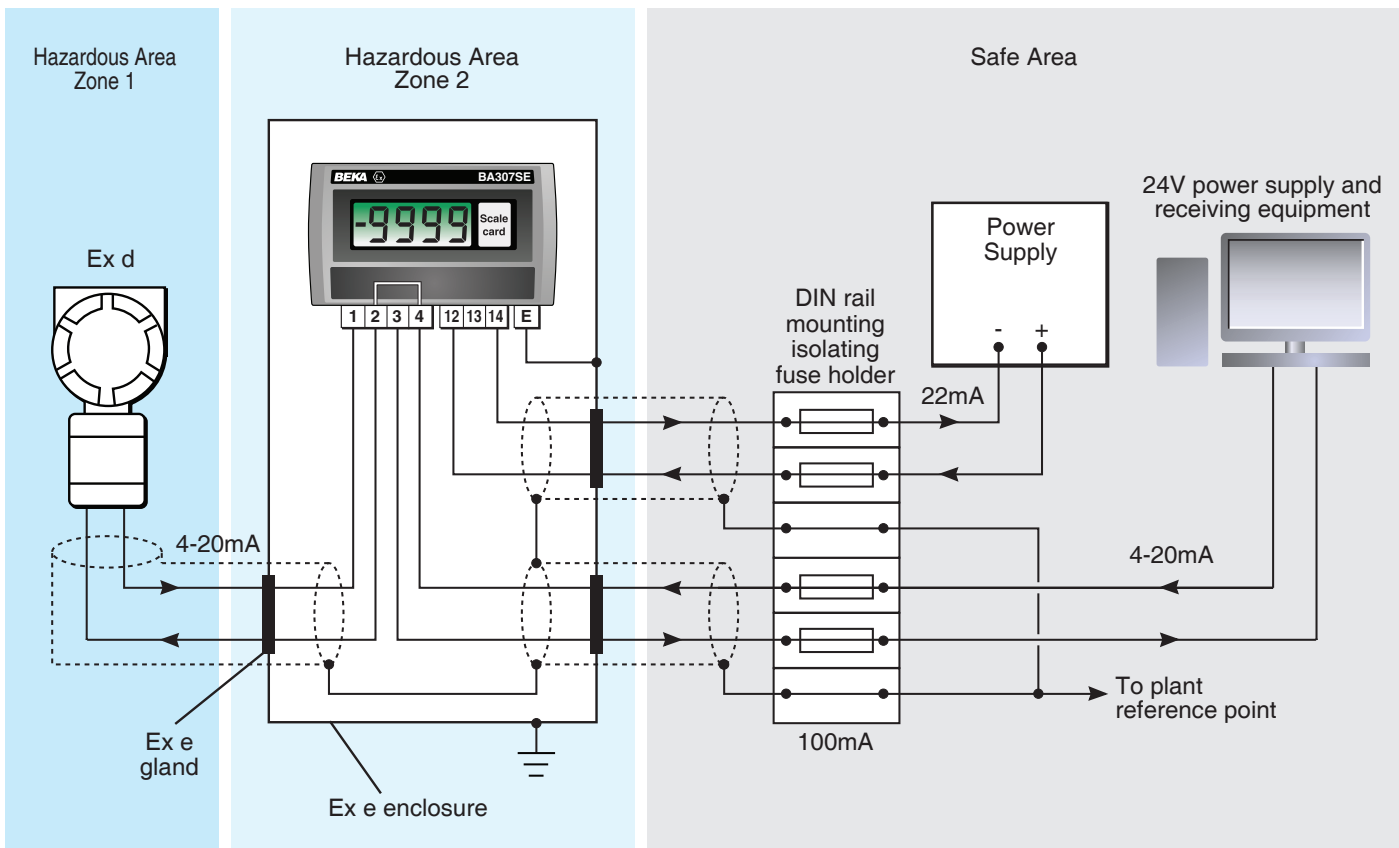 Hazardous Area
Zone 1
Hazardous Area
Zone 2
Safe Area
BEKA Ex BA307SE
-9999
Scale
card
1 2 3 4 12 13 14 E
Ex d
4-20mA
Ex e
gland
Ex e enclosure
DIN rail
mounting
isolating
fuse holder
100mA
Power
Supply
- +
22mA
24V power supply and
receiving equipment
4-20mA
To plant
reference point